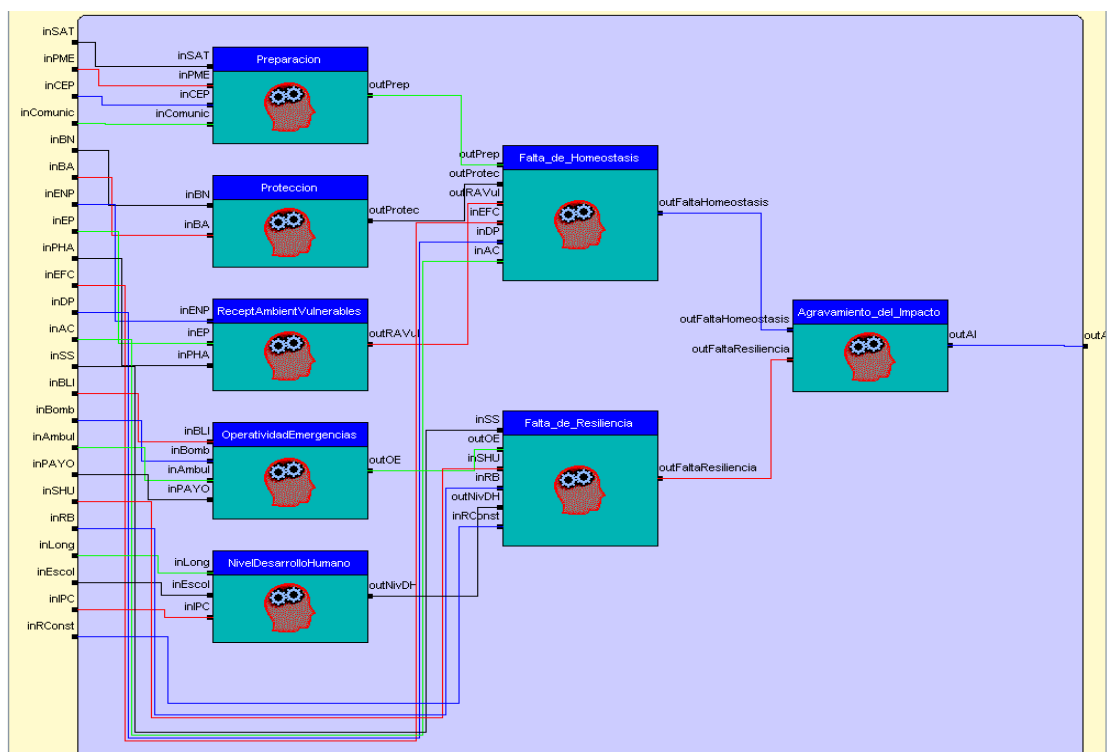 inSAT
inPME
inCEP
inComunic
inBN
inBA
inENP
inEP
inPHA
inEFC
inDP
inAC
inSS
inBLI
inBomb
inAmbul
inPAYO
inSHU
inRB
inLong
inEscol
inIPC
inRConst
Preparacion
inSAT
inPME
inCEP
inComunic
outPrep
Proteccion
inBN
inBA
outProtec
ReceptAmbientVulnerables
inENP
inEP
inPHA
outRAVul
OperatividadEmergencias
inBLI
inBomb
inAmbul
inPAYO
outOE
NivelDesarrolloHumano
inLong
inEscol
inIPC
outNivDH
Falta_de_Homeostasis
outPrep
outProtec
outRAVul
inEFC
inDP
inAC
outFaltaHomeostasis
Falta_de_Resiliencia
inSS
outOE
inSHU
inRB
outNivDH
inRConst
outFaltaResiliencia
Agravamiento_del_Impacto
outFaltaHomeostasis
outFaltaResiliencia
outAI